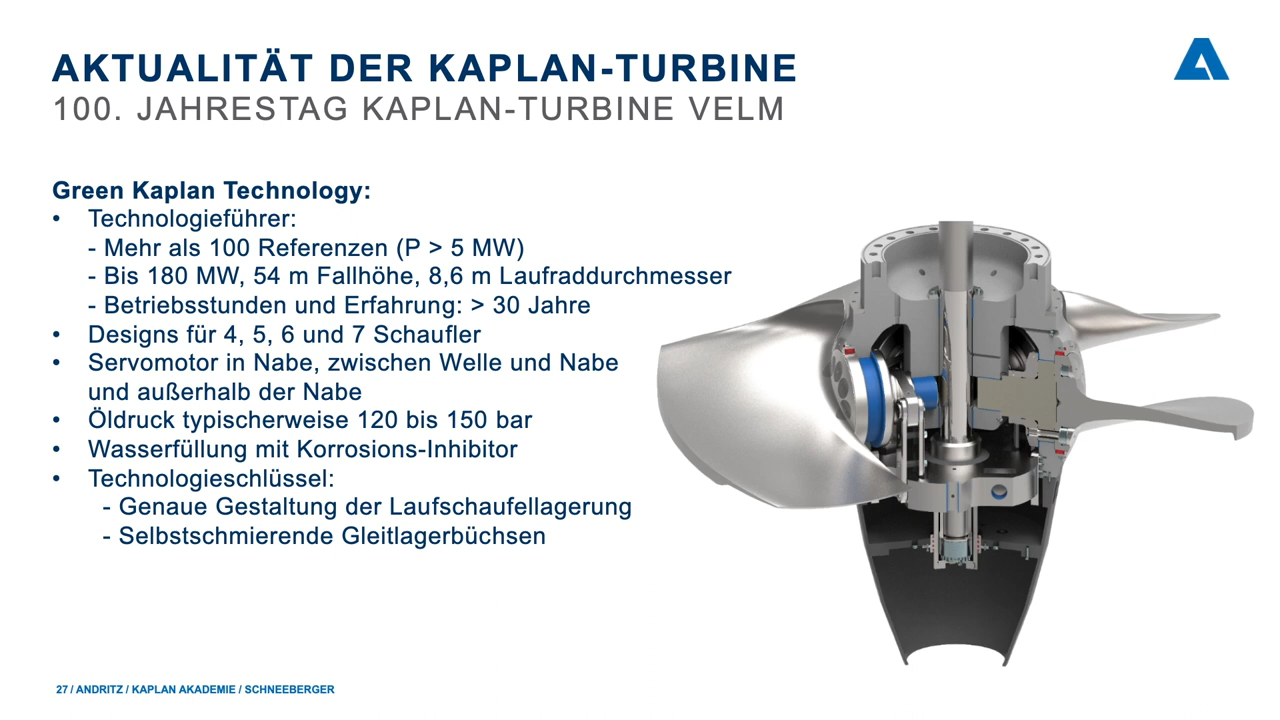 AKTUALITÄT DER KAPLAN-TURBINE
100. JAHRESTAG KAPLAN-TURBINE VELM
Green Kaplan Technology:
• Technologieführer:
- Mehr als 100 Referenzen (P > 5 MW)
- Bis 180 MW, 54 m Fallhöhe, 8,6 m Laufraddurchmesser
- Betriebsstunden und Erfahrung: > 30 Jahre
• Designs für 4, 5, 6 und 7 Schaufler
• Servomotor in Nabe, zwischen Welle und Nabe
und außerhalb der Nabe
• Öldruck typischerweise 120 bis 150 bar
• Wasserfüllung mit Korrosions-Inhibitor
• Technologieschlüssel:
- Genaue Gestaltung der Laufschaufellagerung
- Selbstschmierende Gleitlagerbüchsen
27 / ANDRITZ / KAPLAN AKADEMIE / SCHNEEBERGER